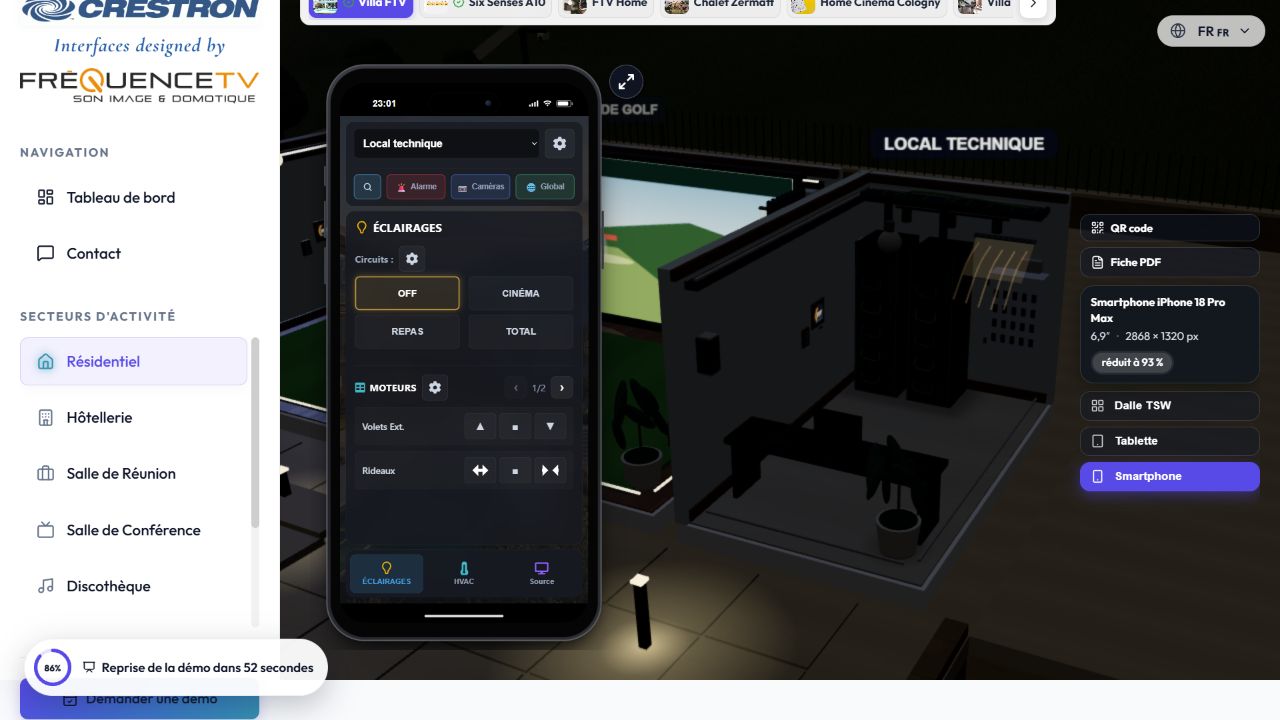 CRESTRON
Interfaces designed by
FRÉQUENCETV
SON IMAGE & DOMOTIQUE
NAVIGATION
Tableau de bord
Contact
SECTEURS D'ACTIVITÉ
Résidentiel
Hôtellerie
Salle de Réunion
Salle de Conférence
Discothèque
86%
Reprise de la démo dans 52 secondes
Demander une démo
Villa FTV
Six Senses A10
FTV Home
Chalet Zermatt
Home Cinema Cologny
Villa
FR FR
23:01
Local technique
Alarme
Caméras
Global
ÉCLAIRAGES
Circuits :
OFF
CINÉMA
REPAS
TOTAL
MOTEURS
1/2
Volets Ext.
Rideaux
ÉCLAIRAGES
HVAC
Source
DE GOLF
LOCAL TECHNIQUE
QR code
Fiche PDF
Smartphone iPhone 18 Pro
Max
6,9" · 2868 × 1320 px
réduit à 93 %
Dalle TSW
Tablette
Smartphone